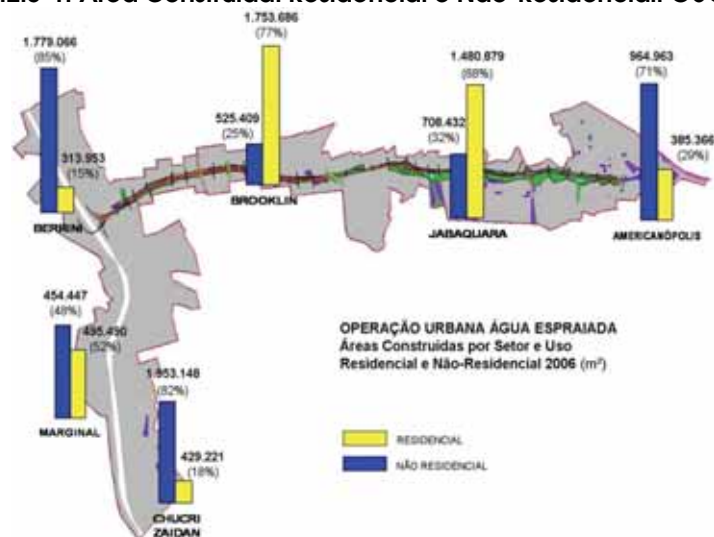 1.753.686
(77%)
1.779.066
(85%)
1.480.879
(68%)
964.963
(71%)
525.409
(25%)
708.432
(32%)
385.366
(29%)
313.953
(15%)
BERRINI
BROOKLIN
JABAQUARA
AMERICANÓPOLIS
454.447
(48%)
495.490
(52%)
OPERAÇÃO URBANA ÁGUA ESPRAIADA
Áreas Construídas por Setor e Uso
Residencial e Não-Residencial 2006 (m²)
1.953.148
(82%)
MARGINAL
RESIDENCIAL
429.221
(18%)
NÃO RESIDENCIAL
CHUCRI
ZAIDAN